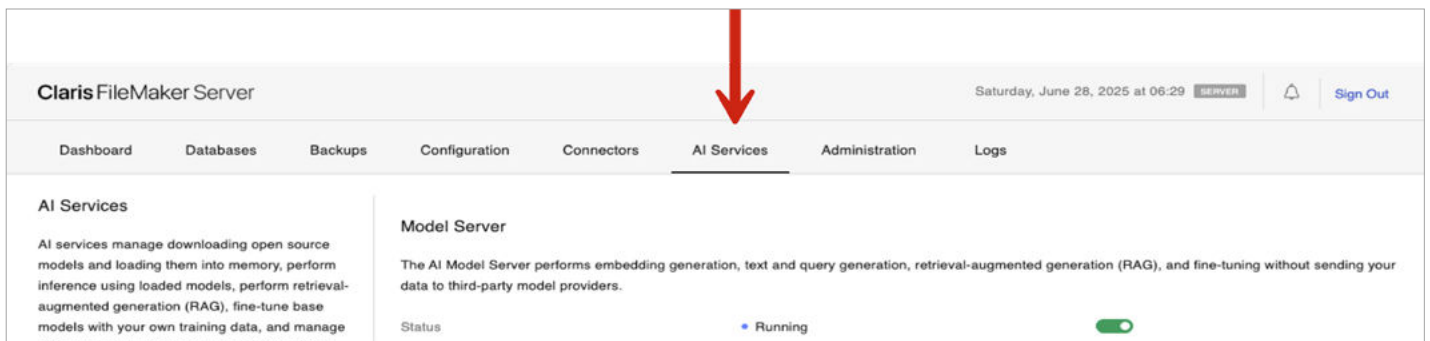 Claris FileMaker Server
Saturday, June 28, 2025 at 06:29 SERVER Sign Out
Dashboard Databases Backups Configuration Connectors AI Services Administration Logs
AI Services
AI services manage downloading open source
models and loading them into memory, perform
inference using loaded models, perform retrieval-
augmented generation (RAG), fine-tune base
models with your own training data, and manage
Model Server
The AI Model Server performs embedding generation, text and query generation, retrieval-augmented generation (RAG), and fine-tuning without sending your
data to third-party model providers.
Status Running